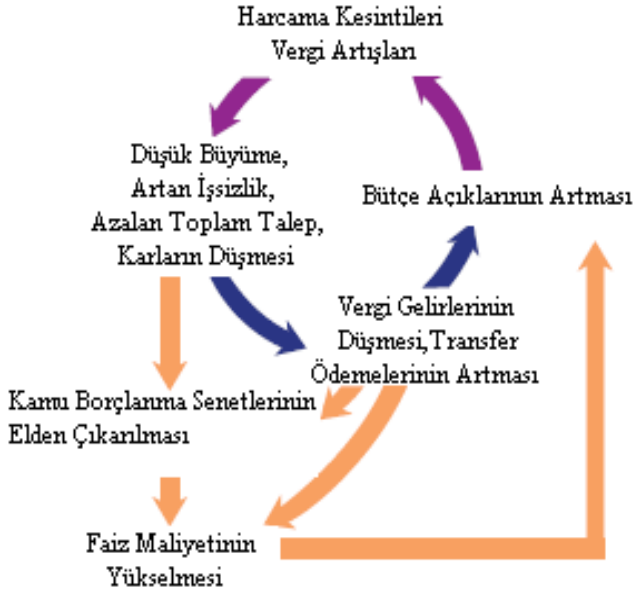 Harcama Kesintileri
Vergi Artışları
Düşük Büyüme,
Artan İşsizlik,
Azalan Toplam Talep,
Karların Düşmesi
Bütçe Açıklarının Artması
Vergi Gelirlerinin
Düşmesi,Transfer
Ödemelerinin Artması
Kamu Borçlanma Senetlerinin
Elden Çıkarılması
Faiz Maliyetinin
Yükselmesi